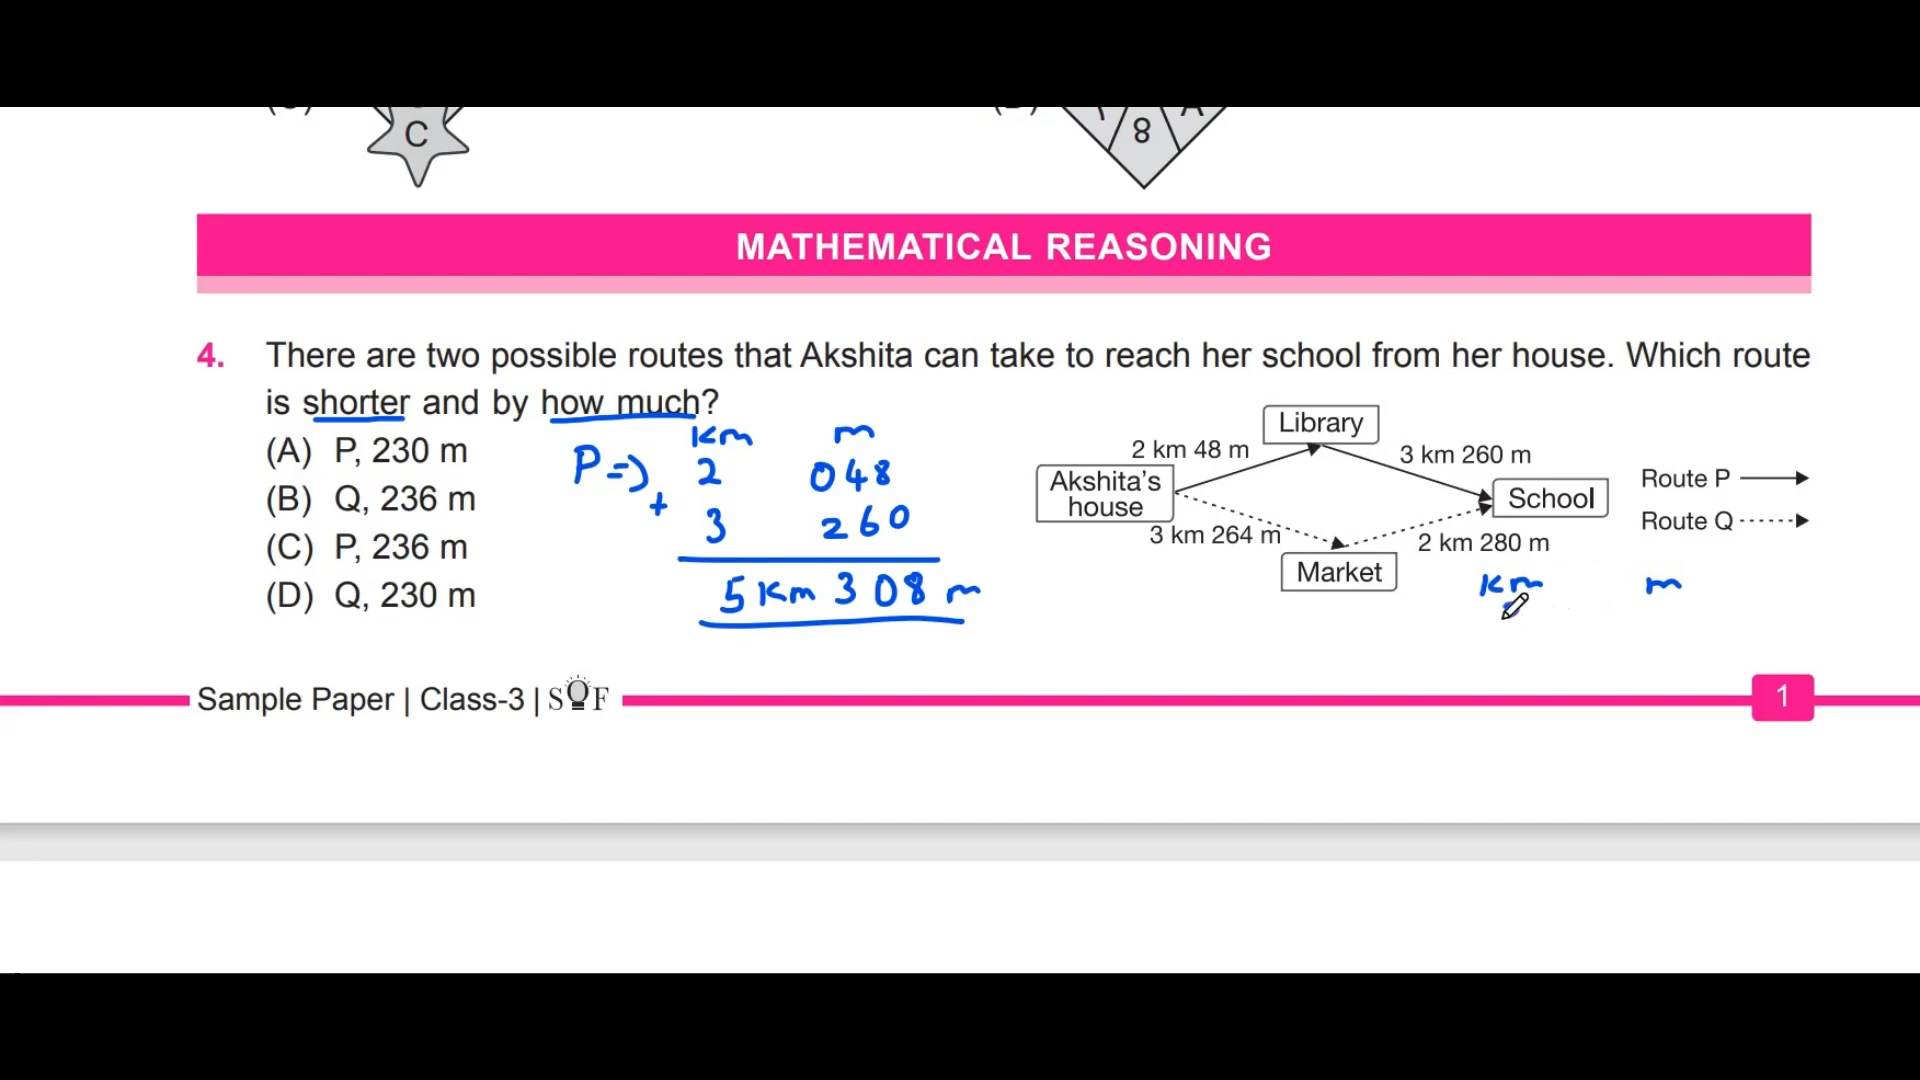 C
8
MATHEMATICAL REASONING
4. There are two possible routes that Akshita can take to reach her school from her house. Which route
is shorter and by how much?
(A) P, 230 m
(B) Q, 236 m
(C) P, 236 m
(D) Q, 230 m
km m
P => 2 048
+ 3 260
5 km 308 m
Library
2 km 48 m
3 km 260 m
Akshita's
house
School
Route P
Route Q
3 km 264 m
2 km 280 m
Market
km m
Sample Paper | Class-3 | SOF
1